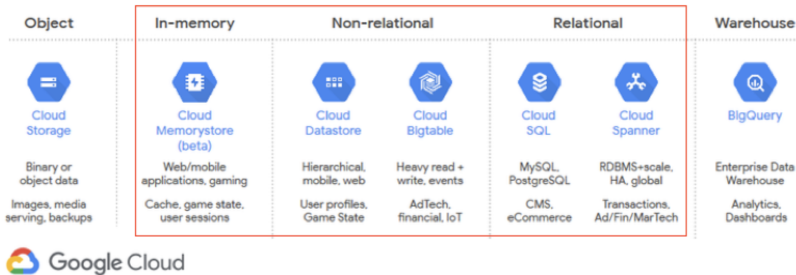 Object
In-memory
Non-relational
Relational
Warehouse
Cloud
Storage
Cloud
Memorystore
(beta)
Cloud
Datastore
Cloud
Bigtable
Cloud
SQL
Cloud
Spanner
BigQuery
Binary or
object data
Web/mobile
applications, gaming
Hierarchical,
mobile, web
Heavy read +
write, events
MySQL,
PostgreSQL
RDBMS+scale,
HA, global
Enterprise Data
Warehouse
Images, media
serving, backups
Cache, game state,
user sessions
User profiles,
Game State
AdTech,
financial, IoT
CMS,
eCommerce
Transactions,
Ad/Fin/MarTech
Analytics,
Dashboards
Google Cloud